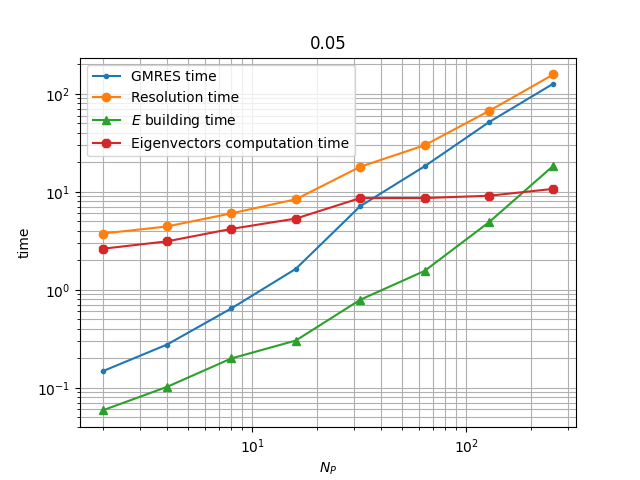 0.05
GMRES time
Resolution time
E building time
Eigenvectors computation time
time
10²
10¹
10⁰
10⁻¹
10¹
10²
N_P